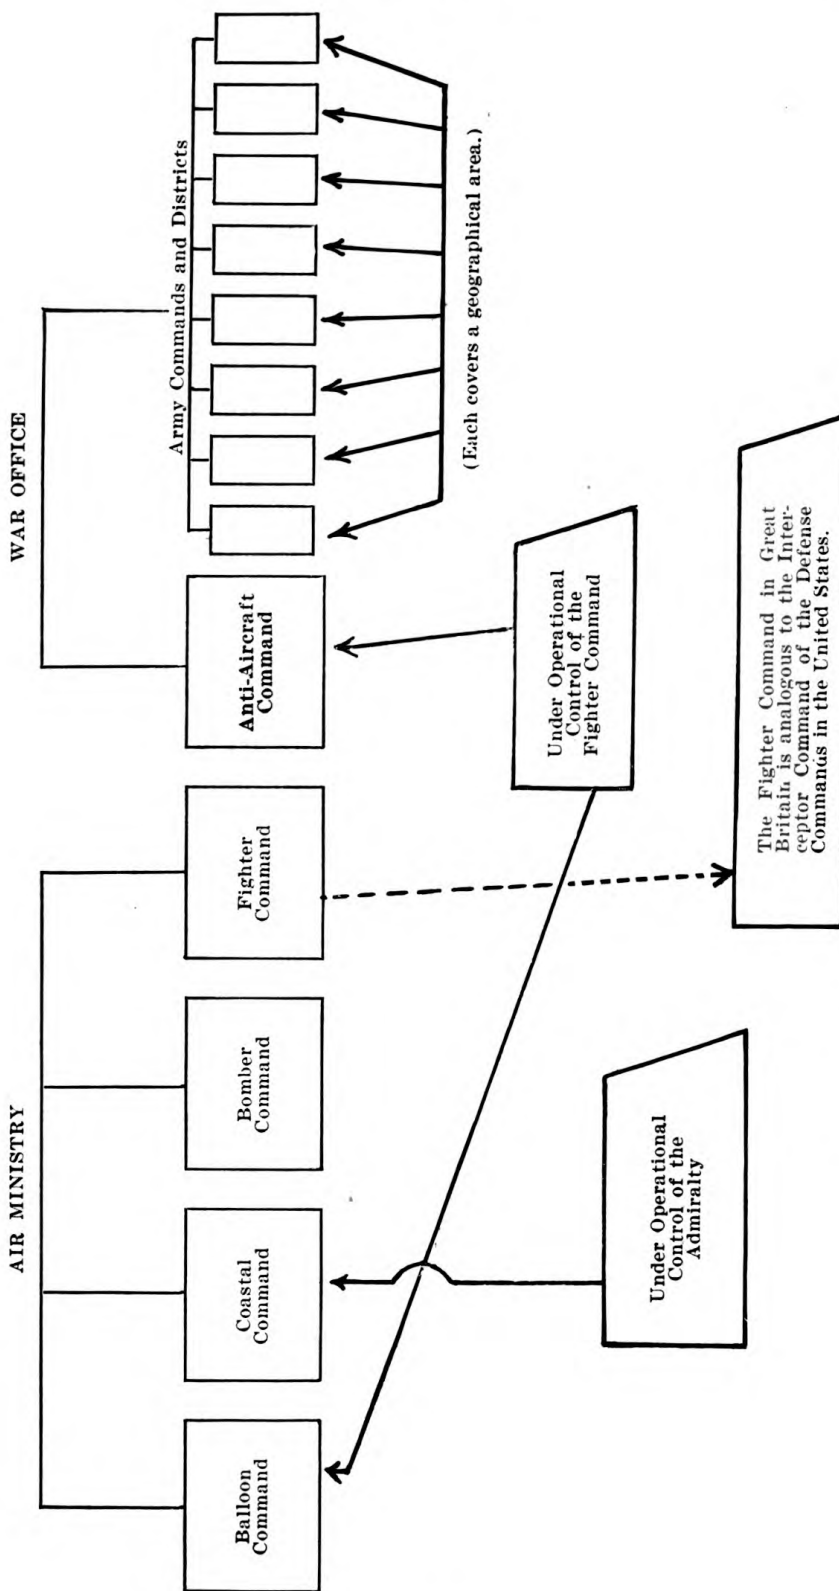 AIR MINISTRY
WAR OFFICE
Balloon
Command
Coastal
Command
Bomber
Command
Fighter
Command
Anti-Aircraft
Command
Army Commands and Districts
(Each covers a geographical area.)
Under Operational
Control of the
Fighter Command
Under Operational
Control of the
Admiralty
The Fighter Command in Great
Britain is analogous to the Inter-
ceptor Command of the Defense
Commands in the United States.